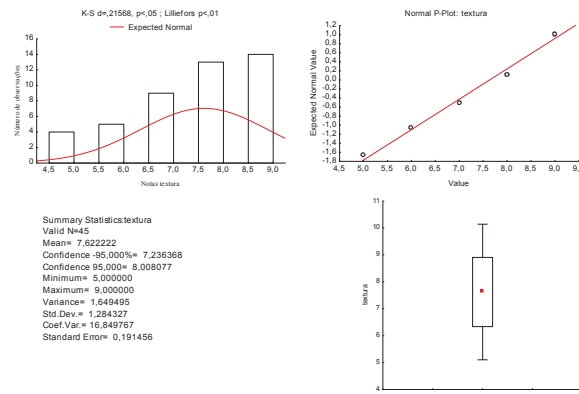 K-S d=,21568, p<,05 ; Lilliefors p<,01
Expected Normal
Número de observações
16
14
12
10
8
6
4
2
0
4,5 5,0 5,5 6,0 6,5 7,0 7,5 8,0 8,5 9,0
Notas textura
Normal P-Plot: textura
Expected Normal Value
1,2
1,0
0,8
0,6
0,4
0,2
0,0
-0,2
-0,4
-0,6
-0,8
-1,0
-1,2
-1,4
-1,6
-1,8
4,5 5,0 5,5 6,0 6,5 7,0 7,5 8,0 8,5 9,0 9,5
Value
Summary Statistics:textura
Valid N=45
Mean= 7,622222
Confidence -95,000%= 7,236368
Confidence 95,000= 8,008077
Minimum= 5,000000
Maximum= 9,000000
Variance= 1,649495
Std.Dev.= 1,284327
Coef.Var.= 16,849767
Standard Error= 0,191456
textura
11
10
9
8
7
6
5
4